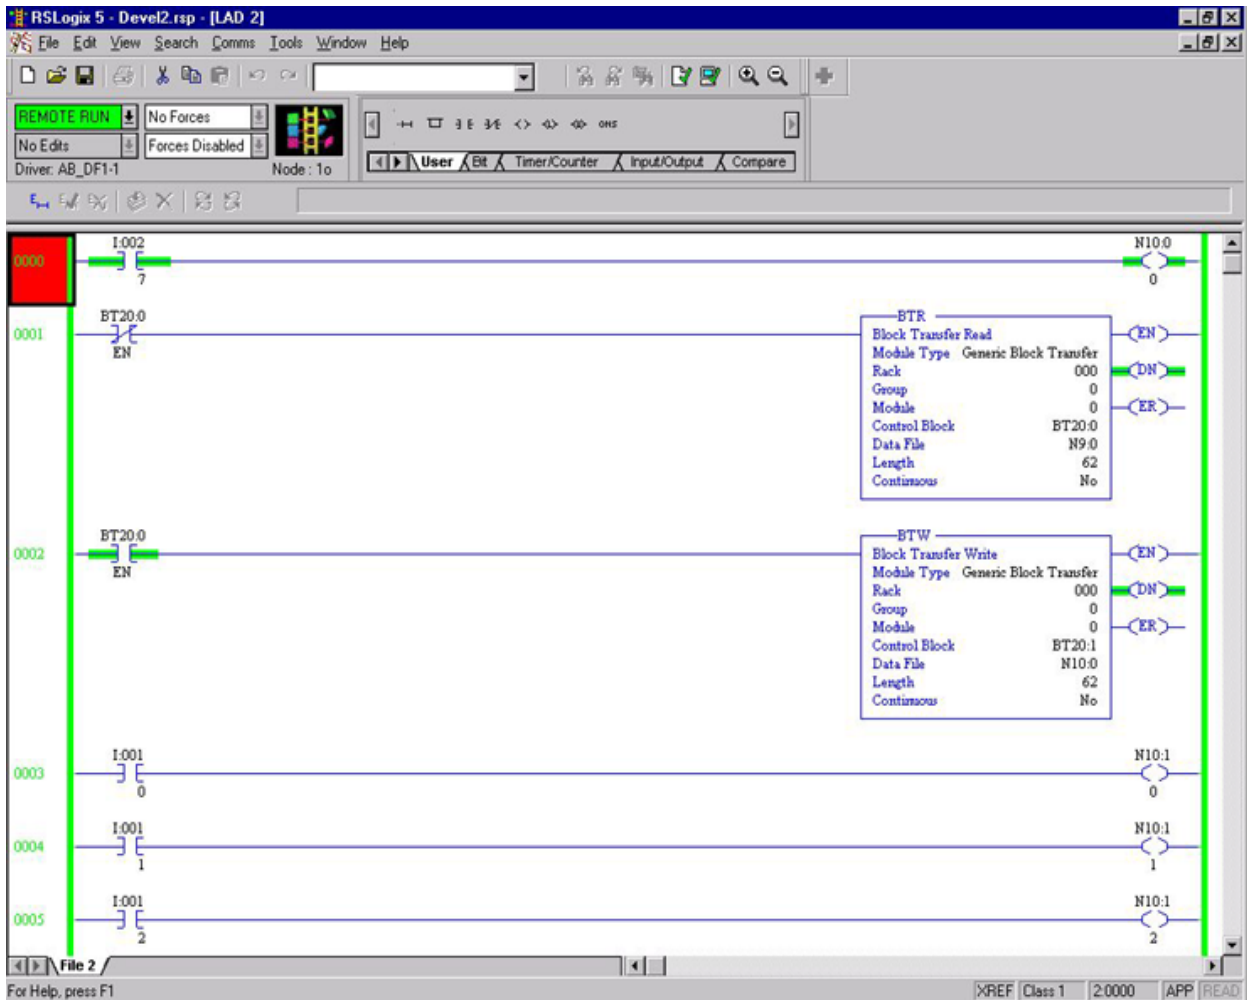 RSLogix 5 - Devel2.rsp - [LAD 2]
File Edit View Search Comms Tools Window Help
REMOTE RUN No Forces
No Edits Forces Disabled
Driver: AB_DF1-1 Node : 1o
User Bit Timer/Counter Input/Output Compare
I:002 N10:0
0000
7 0
BT20:0 BTR
0001 Block Transfer Read EN
EN Module Type Generic Block Transfer
Rack 000 DN
Group 0
Module 0 ER
Control Block BT20:0
Data File N9:0
Length 62
Continuous No
BT20:0 BTW
0002 Block Transfer Write EN
EN Module Type Generic Block Transfer
Rack 000 DN
Group 0
Module 0 ER
Control Block BT20:1
Data File N10:0
Length 62
Continuous No
I:001 N10:1
0003
0 0
I:001 N10:1
0004
1 1
I:001 N10:1
0005
2 2
File 2
For Help, press F1 XREF Class 1 2:0000 APP READ